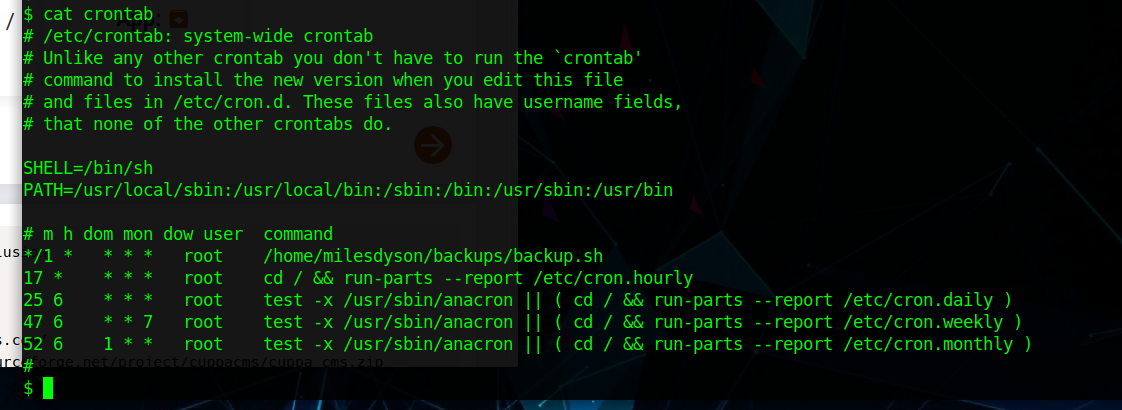 $ cat crontab
# /etc/crontab: system-wide crontab
# Unlike any other crontab you don't have to run the `crontab'
# command to install the new version when you edit this file
# and files in /etc/cron.d. These files also have username fields,
# that none of the other crontabs do.

SHELL=/bin/sh
PATH=/usr/local/sbin:/usr/local/bin:/sbin:/bin:/usr/sbin:/usr/bin

# m h dom mon dow user  command
*/1 *   * * *   root    /home/milesdyson/backups/backup.sh
17 *    * * *   root    cd / && run-parts --report /etc/cron.hourly
25 6    * * *   root    test -x /usr/sbin/anacron || ( cd / && run-parts --report /etc/cron.daily )
47 6    * * 7   root    test -x /usr/sbin/anacron || ( cd / && run-parts --report /etc/cron.weekly )
52 6    1 * *   root    test -x /usr/sbin/anacron || ( cd / && run-parts --report /etc/cron.monthly )
#
$